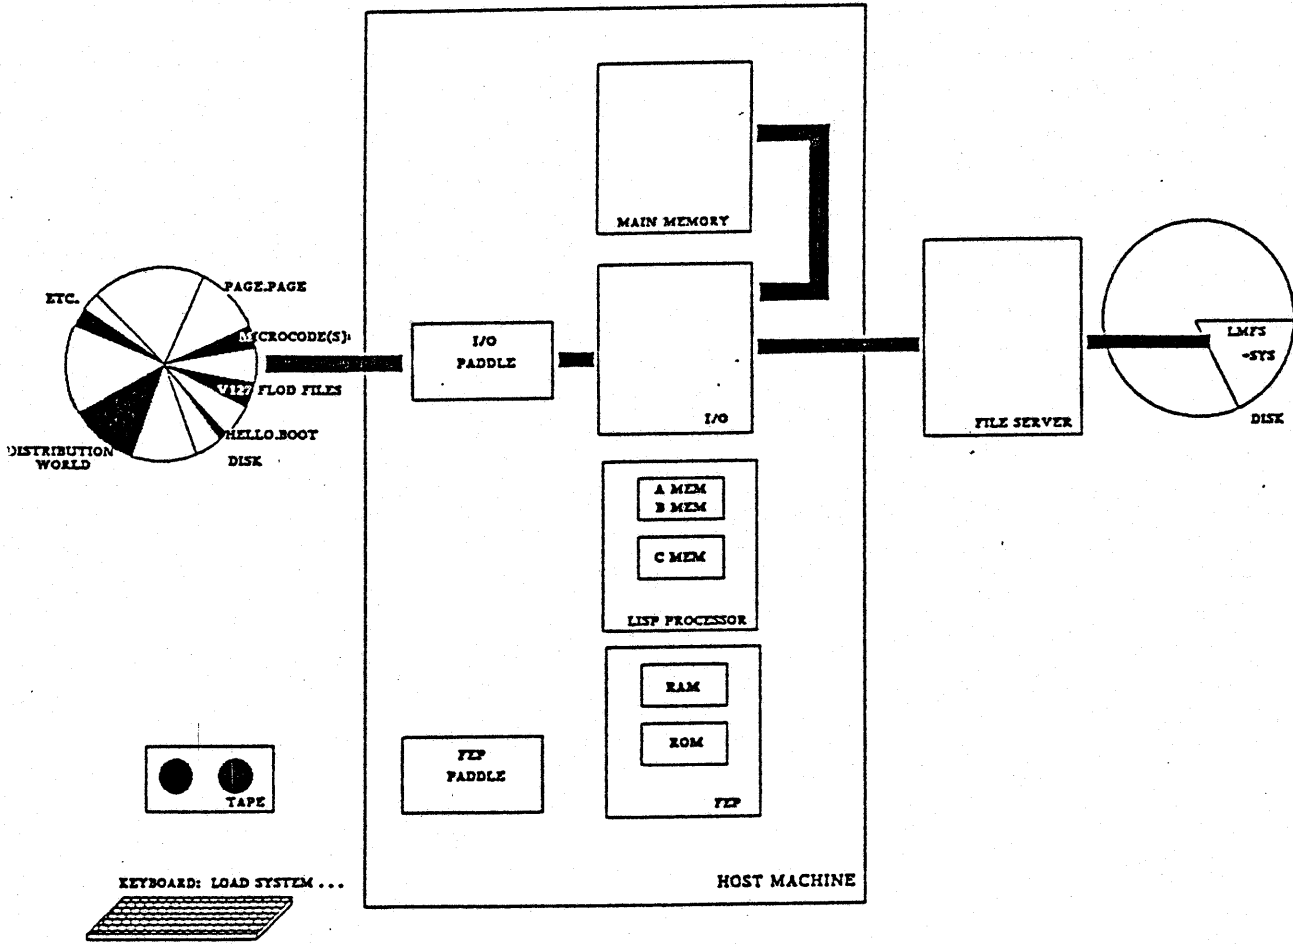 MAIN MEMORY
PAGE.PAGE
ETC.
MICROCODE(S):
I/O
PADDLE
V127 FLOD FILES
HELLO.BOOT
DISTRIBUTION
WORLD
DISK
I/O
FILE SERVER
LMFS
-SYS
DISK
A MEM
B MEM
C MEM
LISP PROCESSOR
RAM
ROM
FEP
FEP
PADDLE
TAPE
KEYBOARD: LOAD SYSTEM ...
HOST MACHINE